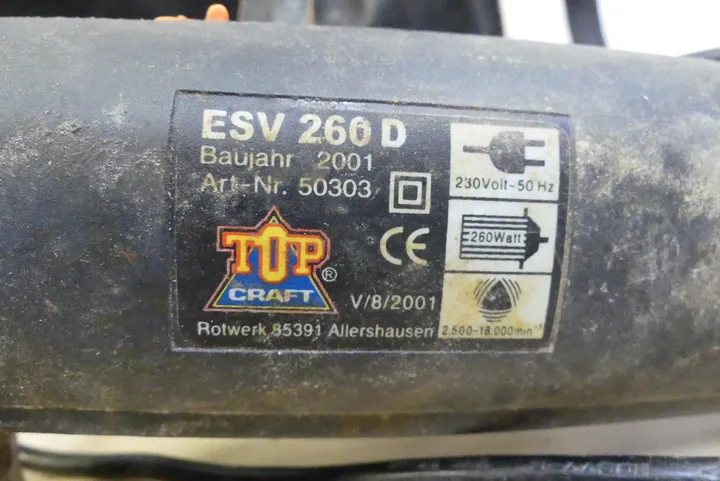 ESV 260 D
Baujahr 2001
Art-Nr. 50303
TOP
CRAFT
®
V/8/2001
Rotwerk 85391 Allershausen
230Volt~50 Hz
260Watt
2.500-18.000min⁻¹